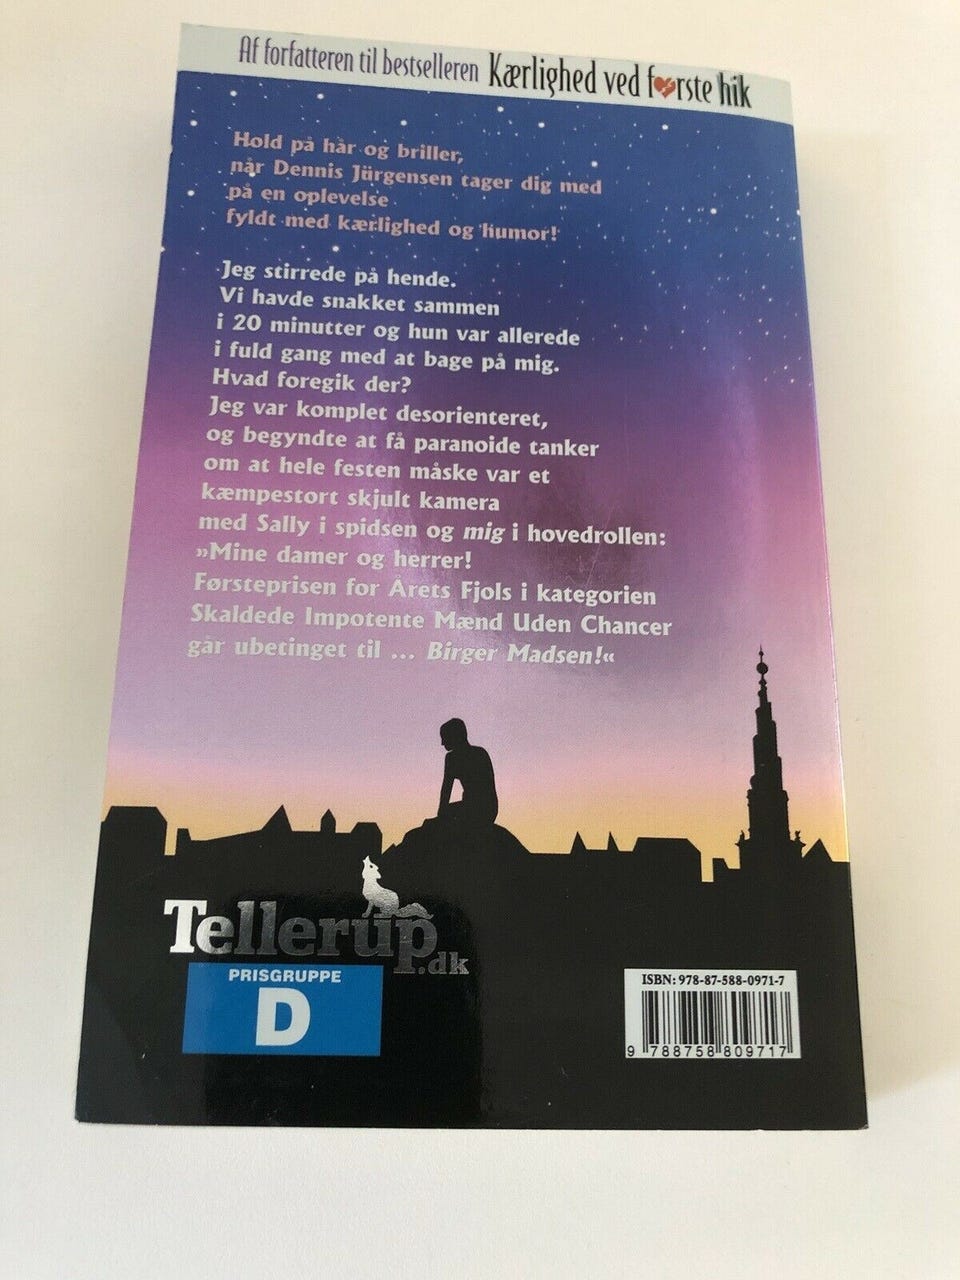 Af forfatteren til bestselleren Kærlighed ved første hik
Hold på hår og briller,
når Dennis Jürgensen tager dig med
på en oplevelse
fyldt med kærlighed og humor!
Jeg stirrede på hende.
Vi havde snakket sammen
i 20 minutter og hun var allerede
i fuld gang med at bage på mig.
Hvad foregik der?
Jeg var komplet desorienteret,
og begyndte at få paranoide tanker
om at hele festen måske var et
kæmpestort skjult kamera
med Sally i spidsen og mig i hovedrollen:
»Mine damer og herrer!
Førsteprisen for Årets Fjols i kategorien
Skaldede Impotente Mænd Uden Chancer
går ubetinget til ... Birger Madsen!«
Tellerup.dk
PRISGRUPPE
D
ISBN: 978-87-588-0971-7
9 788758 809717